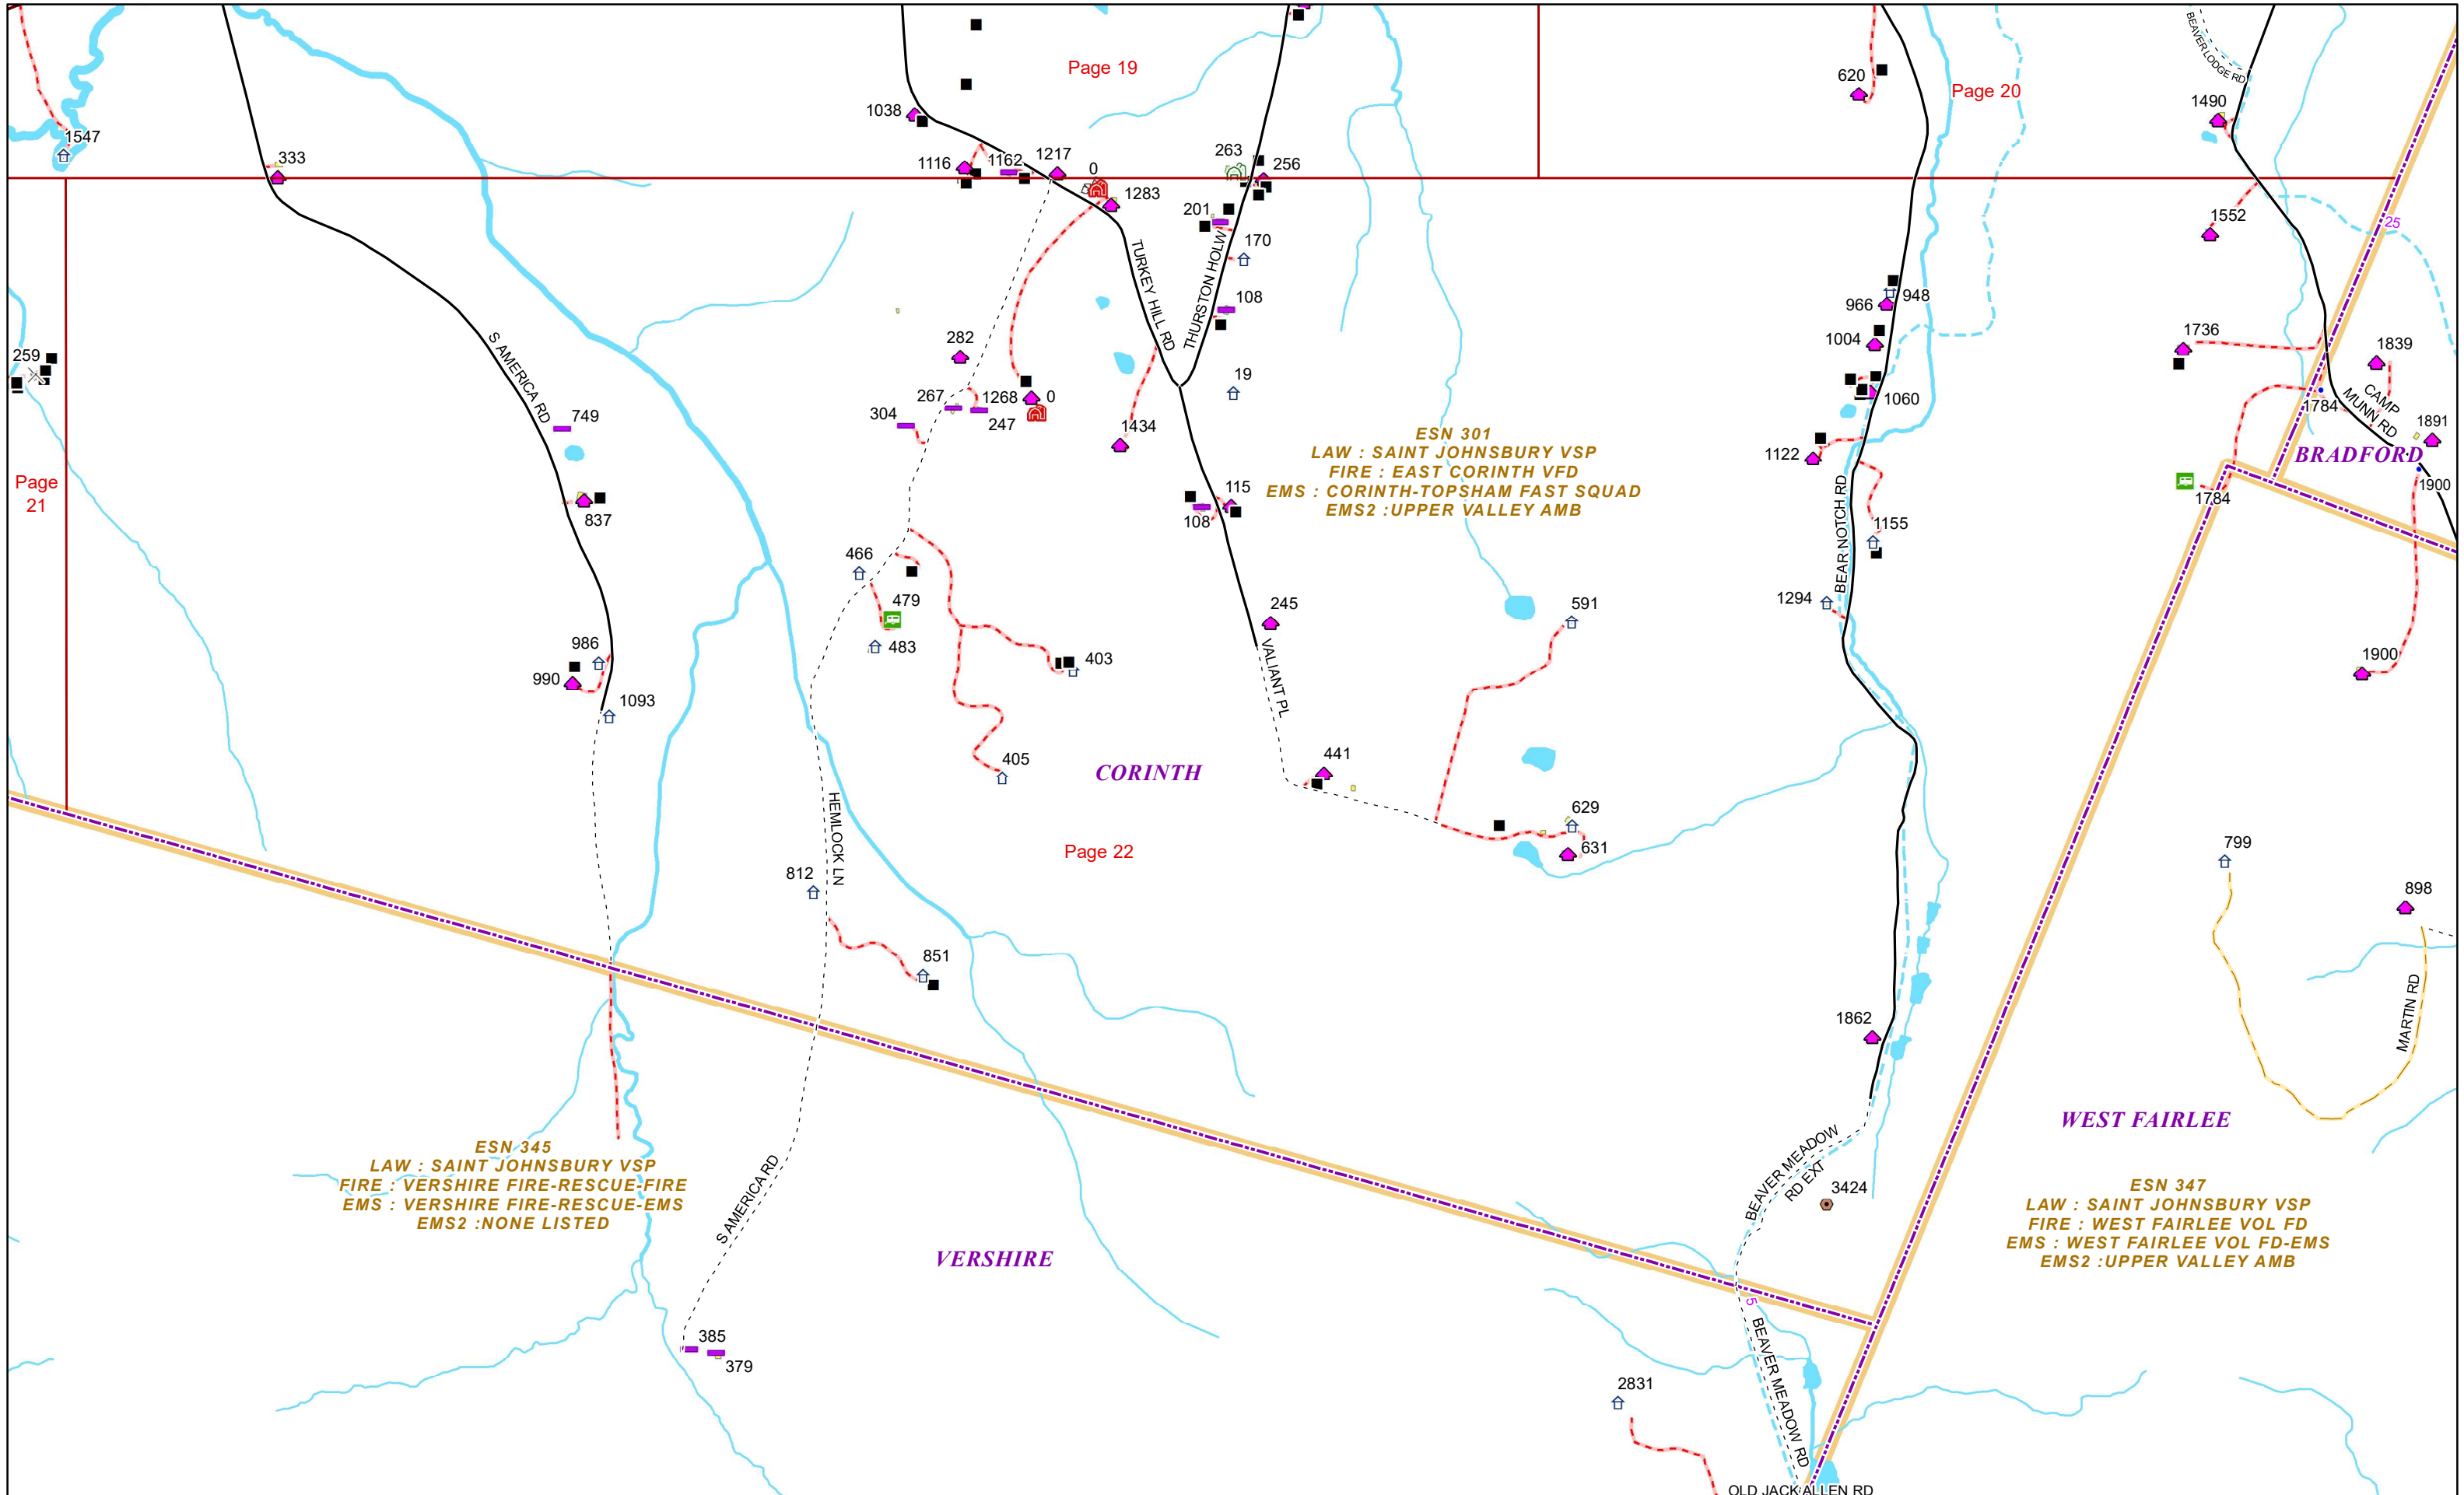 BEAVER LODGE RD
Page 19
620
Page 20
1490
1038
1547
333
1116
1162
1217
0
263
256
1283
201
1552
25
170
TURKEY HILL RD
THURSTON HOLW
108
966
948
1004
1736
1839
259
S AMERICA RD
282
19
267
1268
0
247
304
1060
1784
CAMP
MUNN RD
749
1434
1122
1891
BRADFORD
ESN 301
LAW : SAINT JOHNSBURY VSP
FIRE : EAST CORINTH VFD
EMS : CORINTH-TOPSHAM FAST SQUAD
EMS2 :UPPER VALLEY AMB
Page
21
837
115
108
1784
1900
BEAR NOTCH RD
1155
466
479
483
245
591
1294
986
990
403
1900
1093
VALIANT PL
405
CORINTH
441
HEMLOCK LN
629
631
Page 22
799
812
898
851
MARTIN RD
1862
WEST FAIRLEE
ESN 345
LAW : SAINT JOHNSBURY VSP
FIRE : VERSHIRE FIRE-RESCUE-FIRE
EMS : VERSHIRE FIRE-RESCUE-EMS
EMS2 :NONE LISTED
S AMERICA RD
BEAVER MEADOW
RD EXT
3424
ESN 347
LAW : SAINT JOHNSBURY VSP
FIRE : WEST FAIRLEE VOL FD
EMS : WEST FAIRLEE VOL FD-EMS
EMS2 :UPPER VALLEY AMB
VERSHIRE
5
385
379
BEAVER MEADOW RD
2831
OLD JACK ALLEN RD